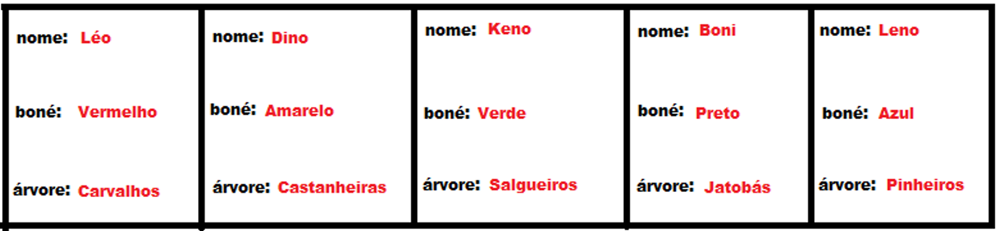 nome: Léo
boné: Vermelho
árvore: Carvalhos
nome: Dino
boné: Amarelo
árvore: Castanheiras
nome: Keno
boné: Verde
árvore: Salgueiros
nome: Boni
boné: Preto
árvore: Jatobás
nome: Leno
boné: Azul
árvore: Pinheiros